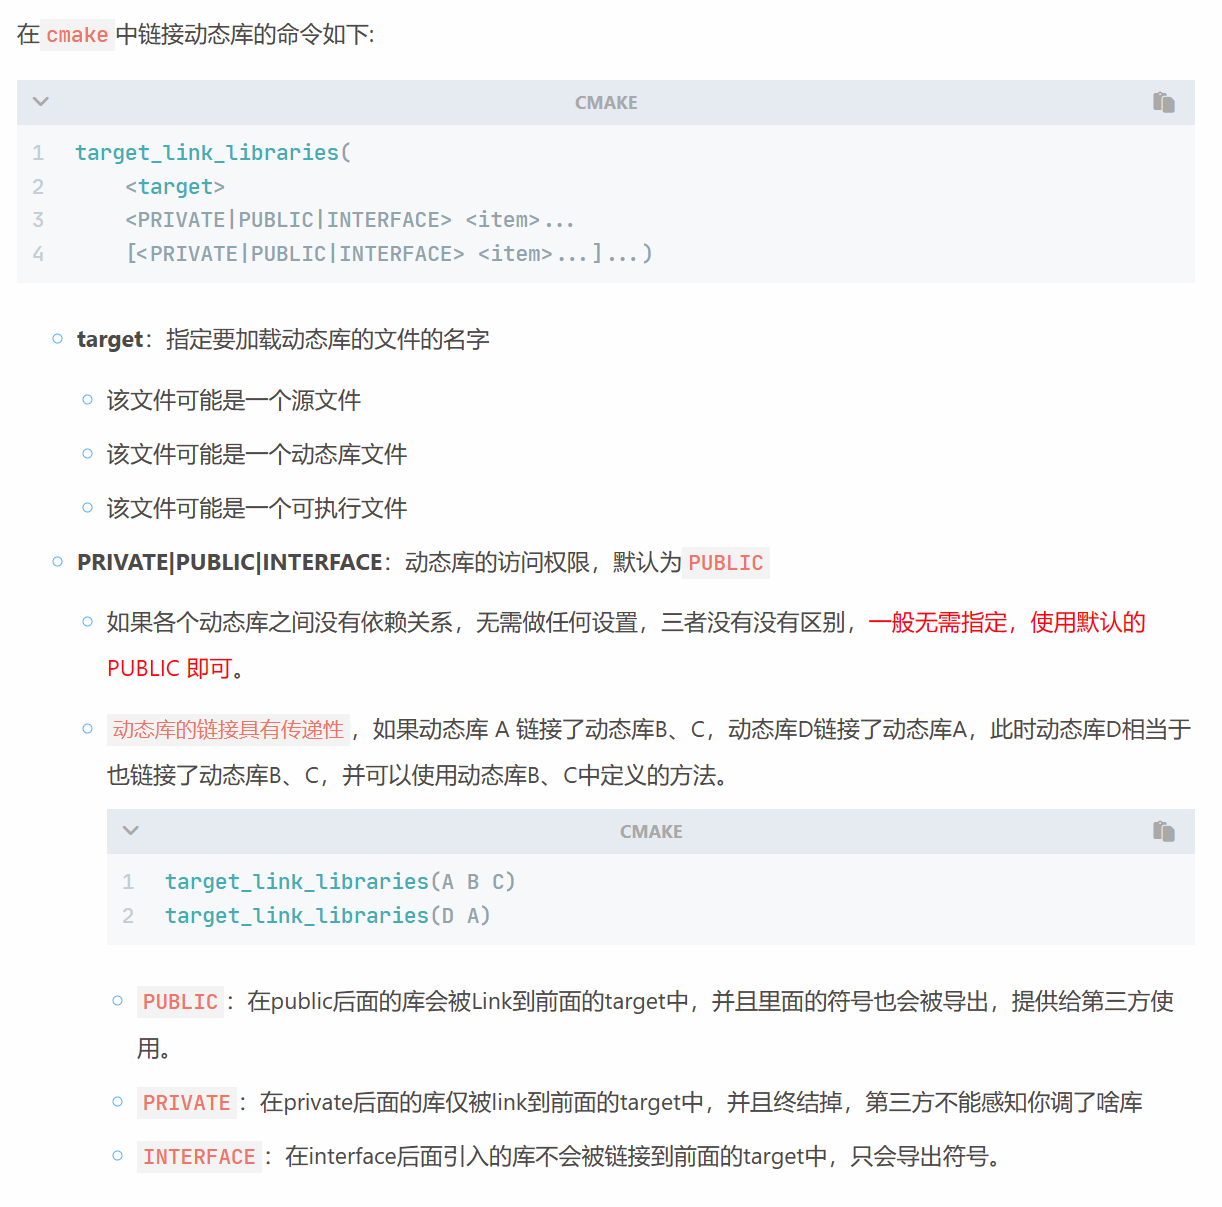 在 cmake 中链接动态库的命令如下:
CMAKE
1 target_link_libraries(
2     <target>
3     <PRIVATE|PUBLIC|INTERFACE> <item>...
4     [<PRIVATE|PUBLIC|INTERFACE> <item>...]...)
target：指定要加载动态库的文件的名字
该文件可能是一个源文件
该文件可能是一个动态库文件
该文件可能是一个可执行文件
PRIVATE|PUBLIC|INTERFACE：动态库的访问权限，默认为 PUBLIC
如果各个动态库之间没有依赖关系，无需做任何设置，三者没有没有区别，一般无需指定，使用默认的
PUBLIC 即可。
动态库的链接具有传递性，如果动态库 A 链接了动态库B、C，动态库D链接了动态库A，此时动态库D相当于
也链接了动态库B、C，并可以使用动态库B、C中定义的方法。
CMAKE
1 target_link_libraries(A B C)
2 target_link_libraries(D A)
PUBLIC：在public后面的库会被Link到前面的target中，并且里面的符号也会被导出，提供给第三方使
用。
PRIVATE：在private后面的库仅被link到前面的target中，并且终结掉，第三方不能感知你调了啥库
INTERFACE：在interface后面引入的库不会被链接到前面的target中，只会导出符号。